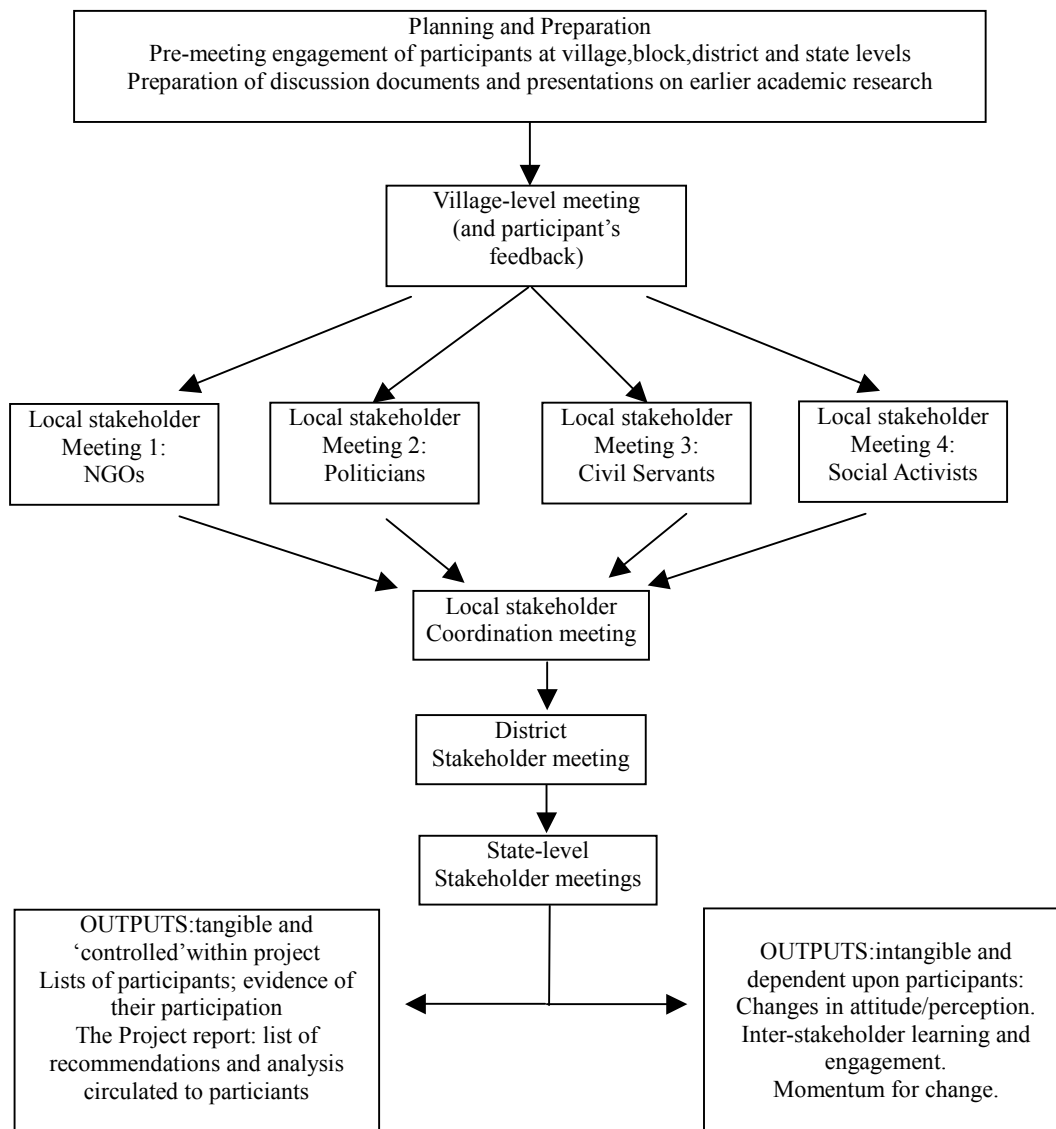 Planning and Preparation
Pre-meeting engagement of participants at village,block,district and state levels
Preparation of discussion documents and presentations on earlier academic research
Village-level meeting
(and participant’s
feedback)
Local stakeholder
Meeting 1:
NGOs
Local stakeholder
Meeting 2:
Politicians
Local stakeholder
Meeting 3:
Civil Servants
Local stakeholder
Meeting 4:
Social Activists
Local stakeholder
Coordination meeting
District
Stakeholder meeting
State-level
Stakeholder meetings
OUTPUTS:tangible and
‘controlled’within project
Lists of participants; evidence of
their participation
The Project report: list of
recommendations and analysis
circulated to particiants
OUTPUTS:intangible and
dependent upon participants:
Changes in attitude/perception.
Inter-stakeholder learning and
engagement.
Momentum for change.